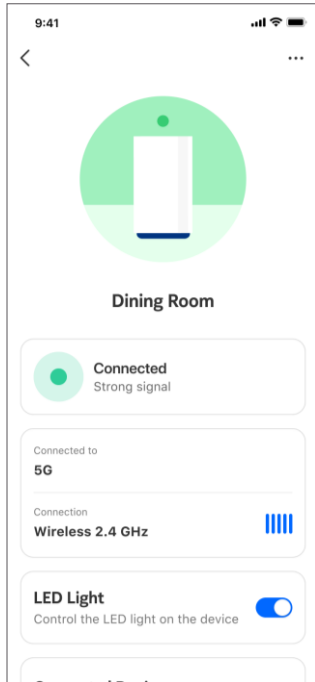 9:41
Dining Room
Connected
Strong signal
Connected to
5G
Connection
Wireless 2.4 GHz
LED Light
Control the LED light on the device